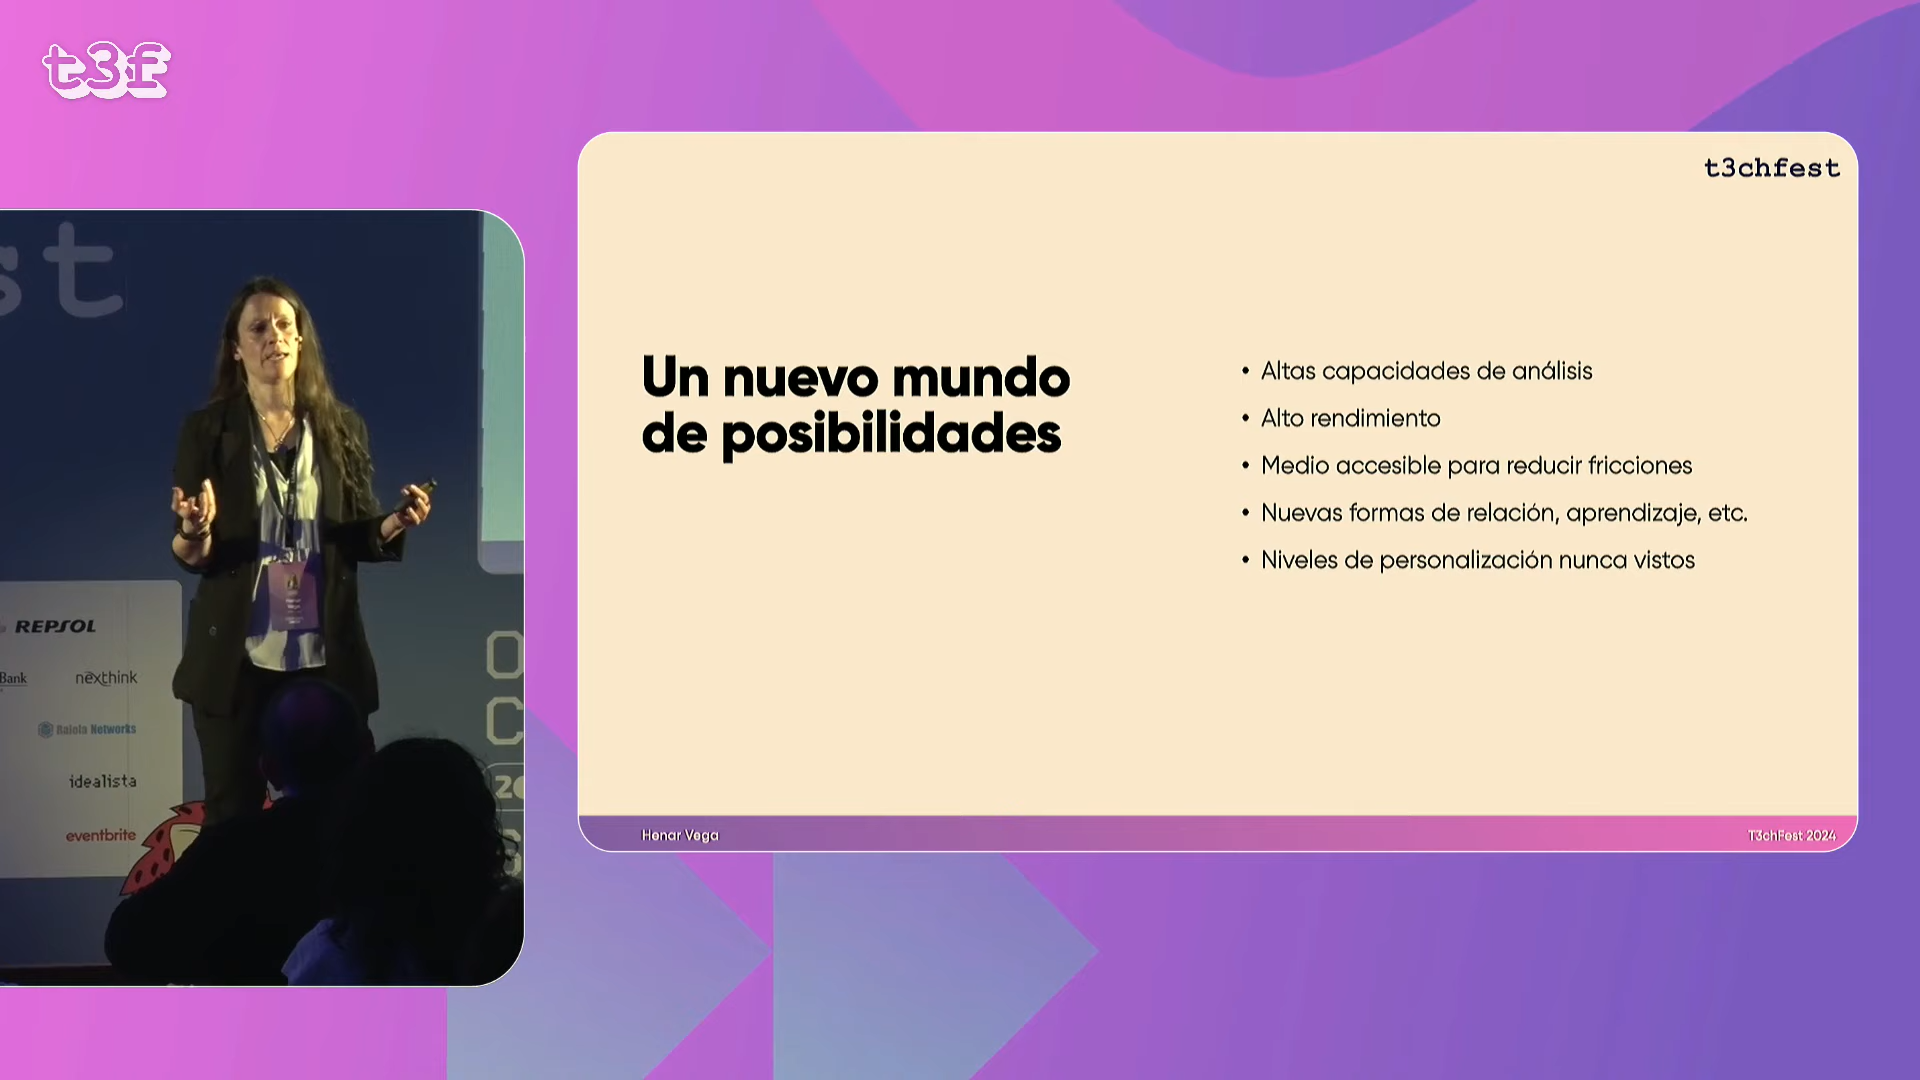 t3f
t3chfest
st
Un nuevo mundo
de posibilidades
• Altas capacidades de análisis
• Alto rendimiento
• Medio accesible para reducir fricciones
• Nuevas formas de relación, aprendizaje, etc.
• Niveles de personalización nunca vistos
REPSOL
Bank
nexthink
Raiola Networks
idealista
eventbrite
O
C
Henar Vega
T3chFest 2024